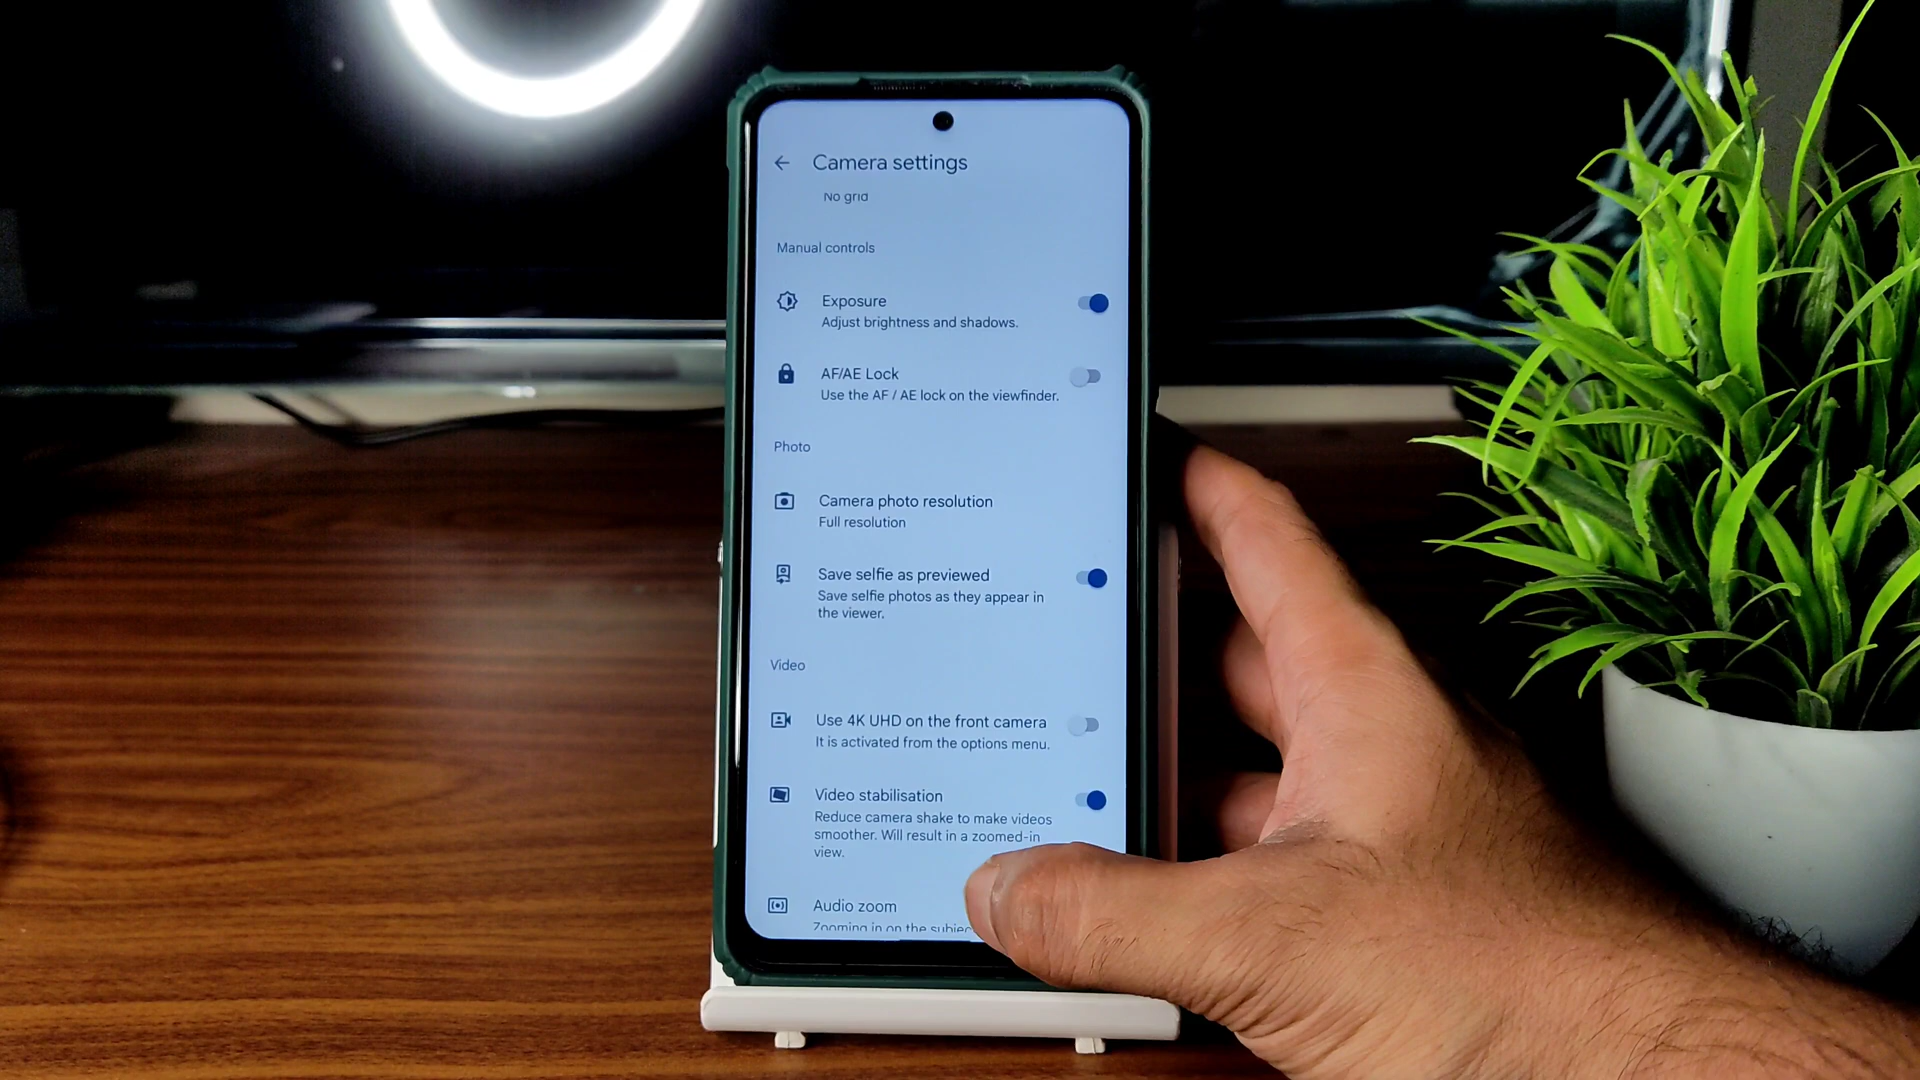 Camera settings
No grid
Manual controls
Exposure
Adjust brightness and shadows.
AF/AE Lock
Use the AF / AE lock on the viewfinder.
Photo
Camera photo resolution
Full resolution
Save selfie as previewed
Save selfie photos as they appear in
the viewer.
Video
Use 4K UHD on the front camera
It is activated from the options menu.
Video stabilisation
Reduce camera shake to make videos
smoother. Will result in a zoomed-in
view.
Audio zoom
Zooming in on the subjec